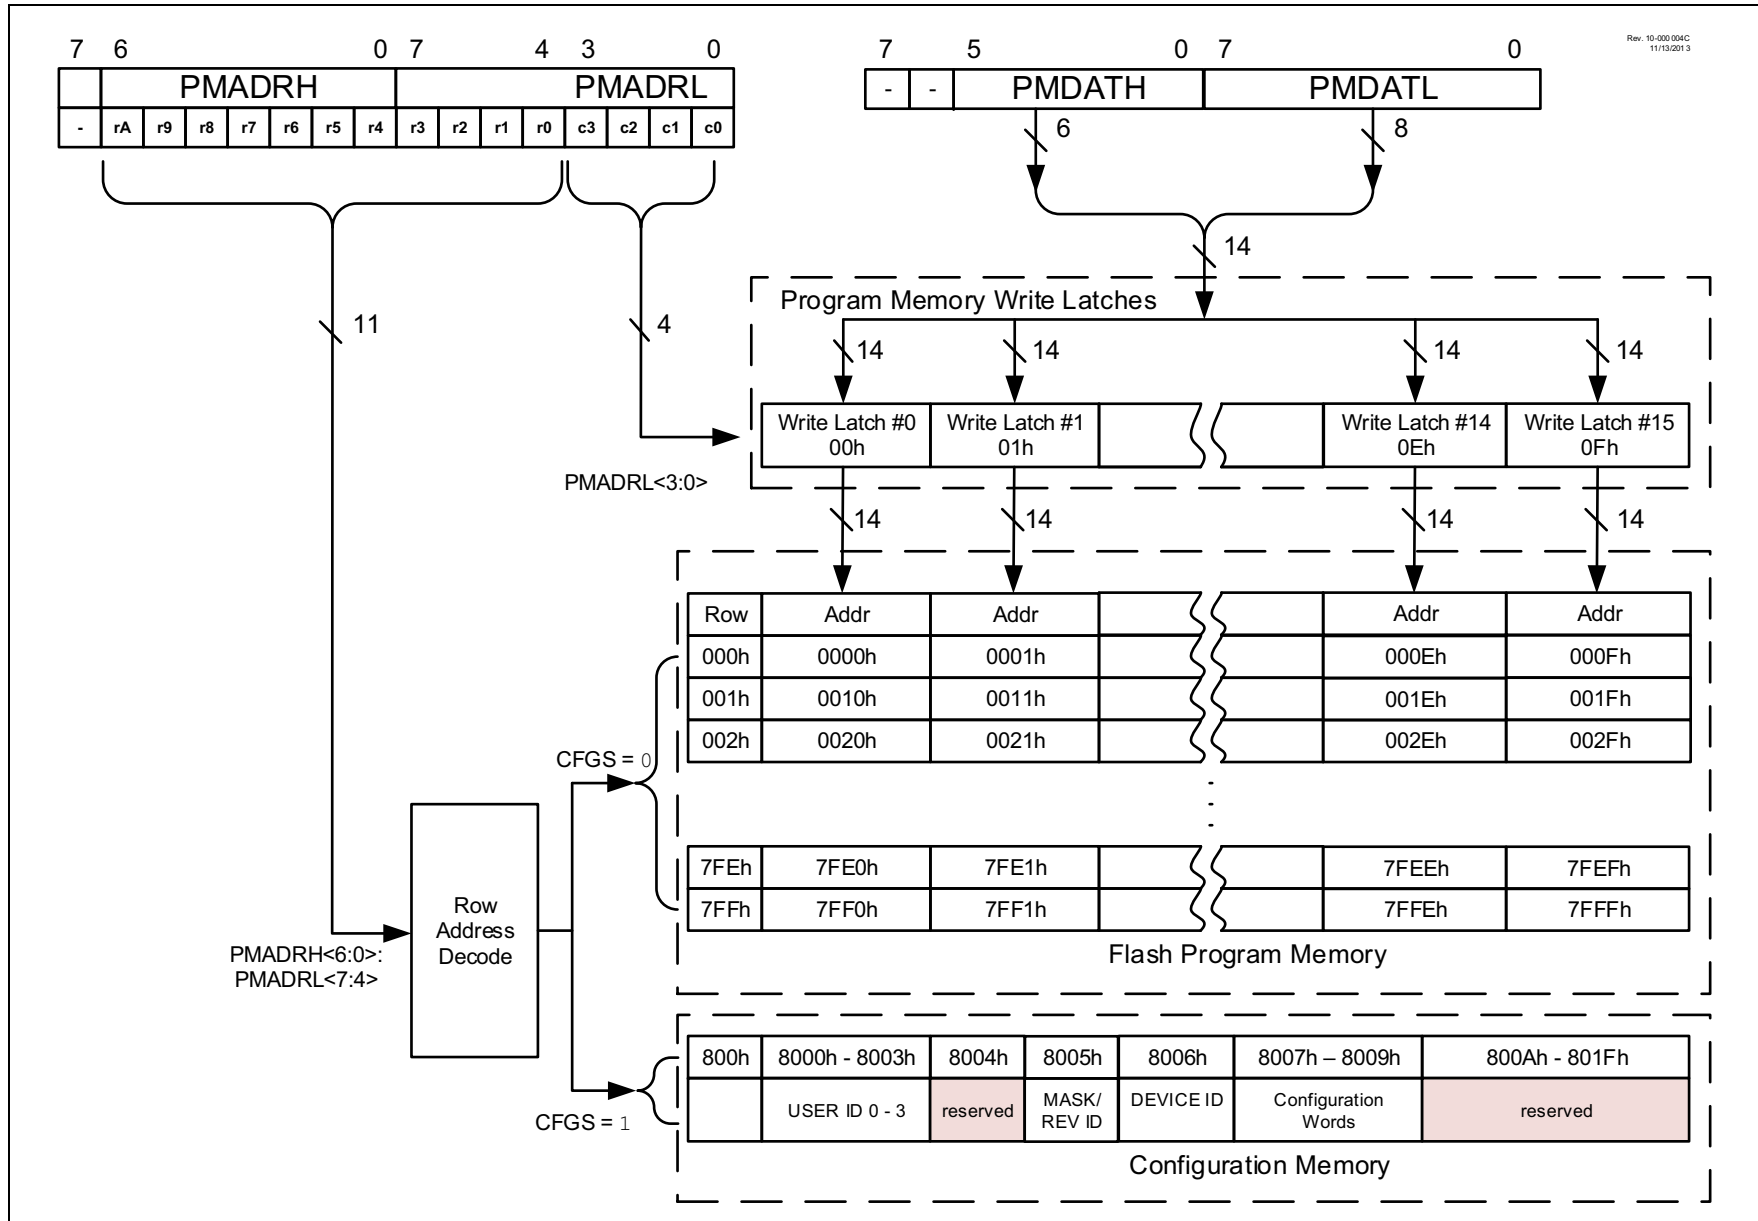 7 6 0 7 4 3 0
7 5 0 7 0
Rev. 10-000 004C
11/13/2013
PMADRH PMADRL
- - PMDATH PMDATL
- rA r9 r8 r7 r6 r5 r4 r3 r2 r1 r0 c3 c2 c1 c0
6 8
14
11 4
Program Memory Write Latches
14 14 14 14
Write Latch #0 Write Latch #1 Write Latch #14 Write Latch #15
00h 01h 0Eh 0Fh
PMADRL<3:0>
14 14 14 14
Row Addr Addr Addr Addr
000h 0000h 0001h 000Eh 000Fh
001h 0010h 0011h 001Eh 001Fh
002h 0020h 0021h 002Eh 002Fh
CFGS = 0
7FEh 7FE0h 7FE1h 7FEEh 7FEFh
7FFh 7FF0h 7FF1h 7FFEh 7FFFh
Flash Program Memory
Row
Address
Decode
PMADRH<6:0>:
PMADRL<7:4>
800h 8000h - 8003h 8004h 8005h 8006h 8007h – 8009h 800Ah - 801Fh
USER ID 0 - 3 reserved MASK/ REV ID DEVICE ID Configuration Words reserved
CFGS = 1
Configuration Memory